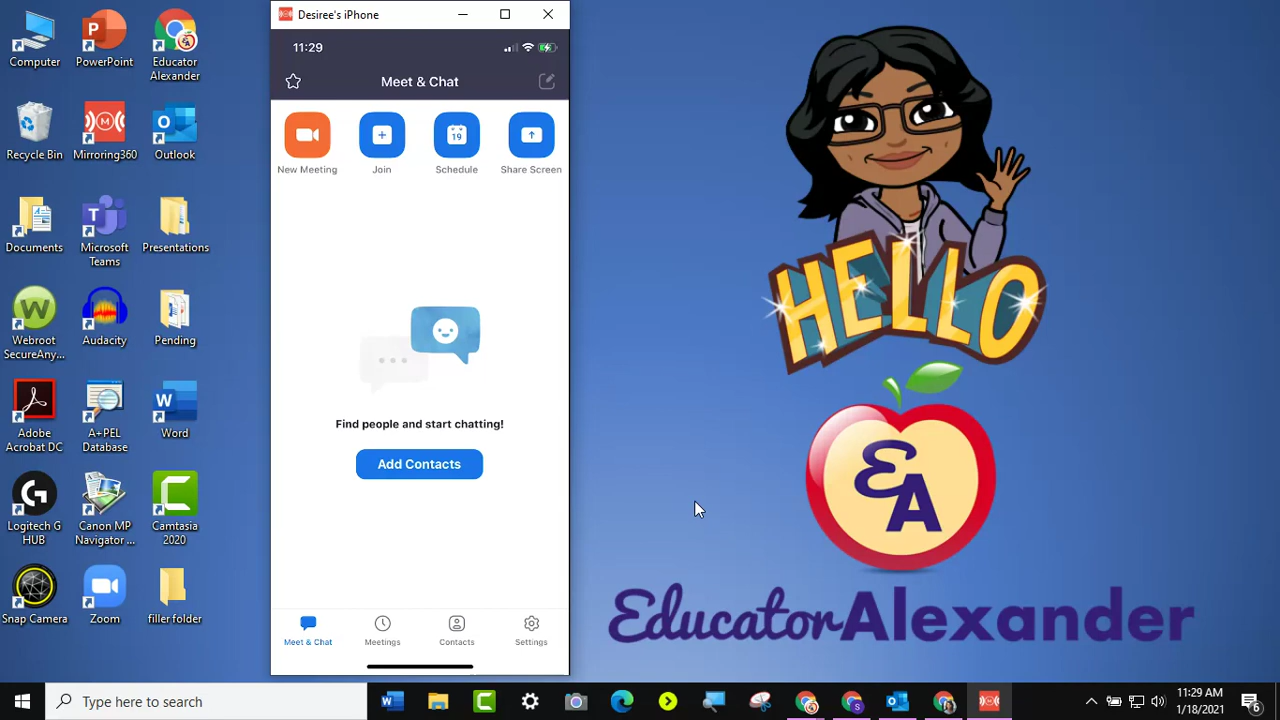 Computer
PowerPoint
Educator
Alexander
Recycle Bin
Mirroring360
Outlook
Documents
Microsoft
Teams
Presentations
Webroot
SecureAny...
Audacity
Pending
Adobe
Acrobat DC
A+PEL
Database
Word
Logitech G
HUB
Canon MP
Navigator ...
Camtasia
2020
Snap Camera
Zoom
filler folder
Desiree's iPhone
11:29
Meet & Chat
19
New Meeting
Join
Schedule
Share Screen
Find people and start chatting!
Add Contacts
Meet & Chat
Meetings
Contacts
Settings
HELLO
EA
EducatorAlexander
Type here to search
11:29 AM
1/18/2021
6